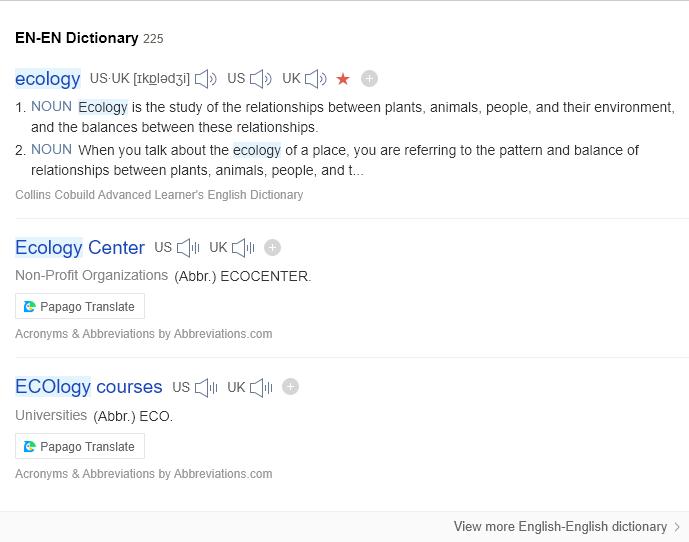 EN-EN Dictionary 225
ecology US·UK [ɪkɒlədʒi] US UK
1. NOUN Ecology is the study of the relationships between plants, animals, people, and their environment,
and the balances between these relationships.
2. NOUN When you talk about the ecology of a place, you are referring to the pattern and balance of
relationships between plants, animals, people, and t...
Collins Cobuild Advanced Learner's English Dictionary
Ecology Center US UK
Non-Profit Organizations (Abbr.) ECOCENTER.
Papago Translate
Acronyms & Abbreviations by Abbreviations.com
ECOlogy courses US UK
Universities (Abbr.) ECO.
Papago Translate
Acronyms & Abbreviations by Abbreviations.com
View more English-English dictionary